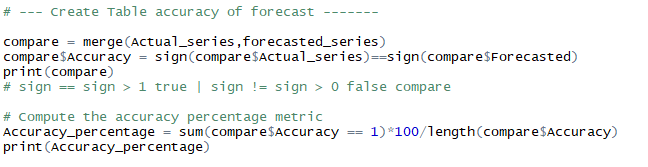 # --- Create Table accuracy of forecast -------
compare = merge(Actual_series,forecasted_series)
compare$Accuracy = sign(compare$Actual_series)==sign(compare$Forecasted)
print(compare)
# sign == sign > 1 true | sign != sign > 0 false compare
# Compute the accuracy percentage metric
Accuracy_percentage = sum(compare$Accuracy == 1)*100/length(compare$Accuracy)
print(Accuracy_percentage)